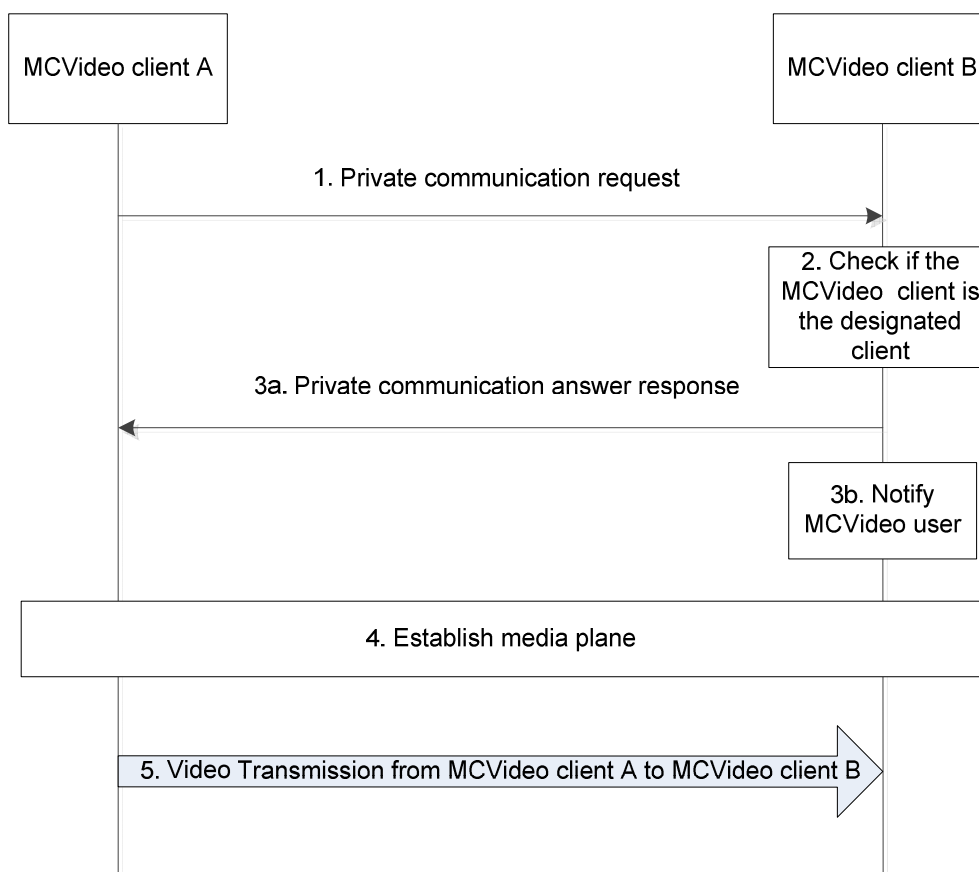 MCVideo client A
MCVideo client B
1. Private communication request
2. Check if the
MCVideo client is
the designated
client
3a. Private communication answer response
3b. Notify
MCVideo user
4. Establish media plane
5. Video Transmission from MCVideo client A to MCVideo client B